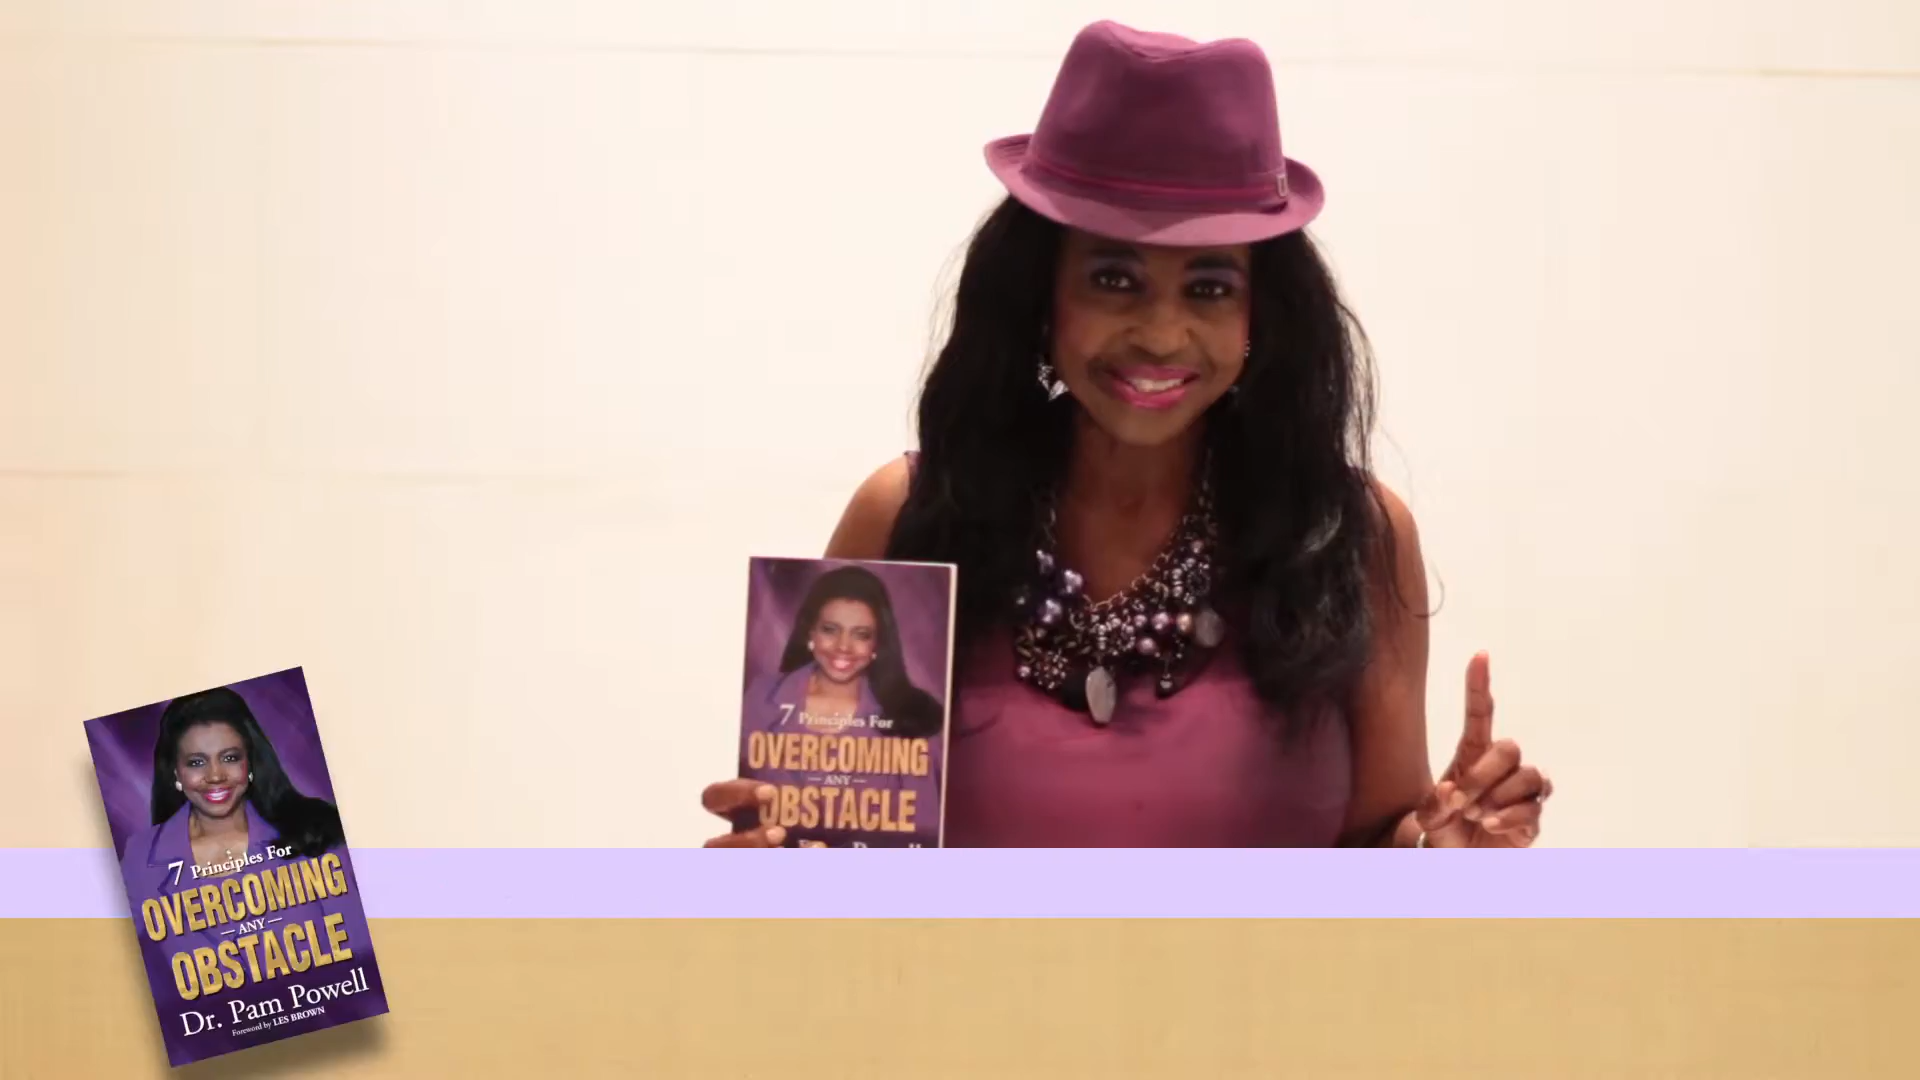 7 Principles For
OVERCOMING
— ANY —
OBSTACLE
7 Principles For
OVERCOMING
— ANY —
OBSTACLE
Dr. Pam Powell
Foreword by LES BROWN